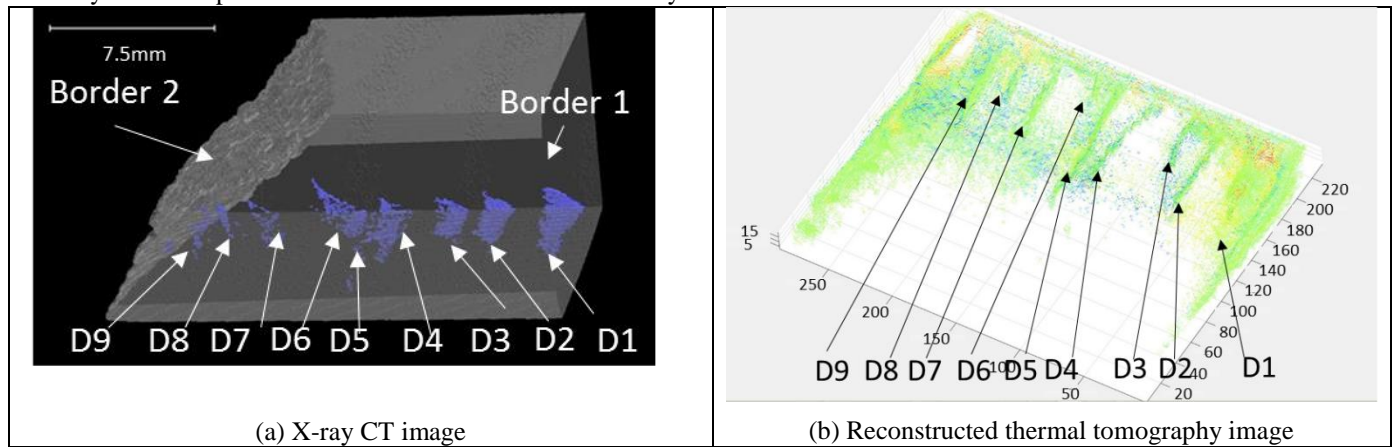 7.5mm
Border 2
Border 1
D9 D8 D7 D6 D5 D4 D3 D2 D1
(a) X-ray CT image
15
5
250
200
150
100
50
220
200
180
160
140
120
100
80
60
40
20
D9 D8 D7 D6 D5 D4 D3 D2 D1
(b) Reconstructed thermal tomography image